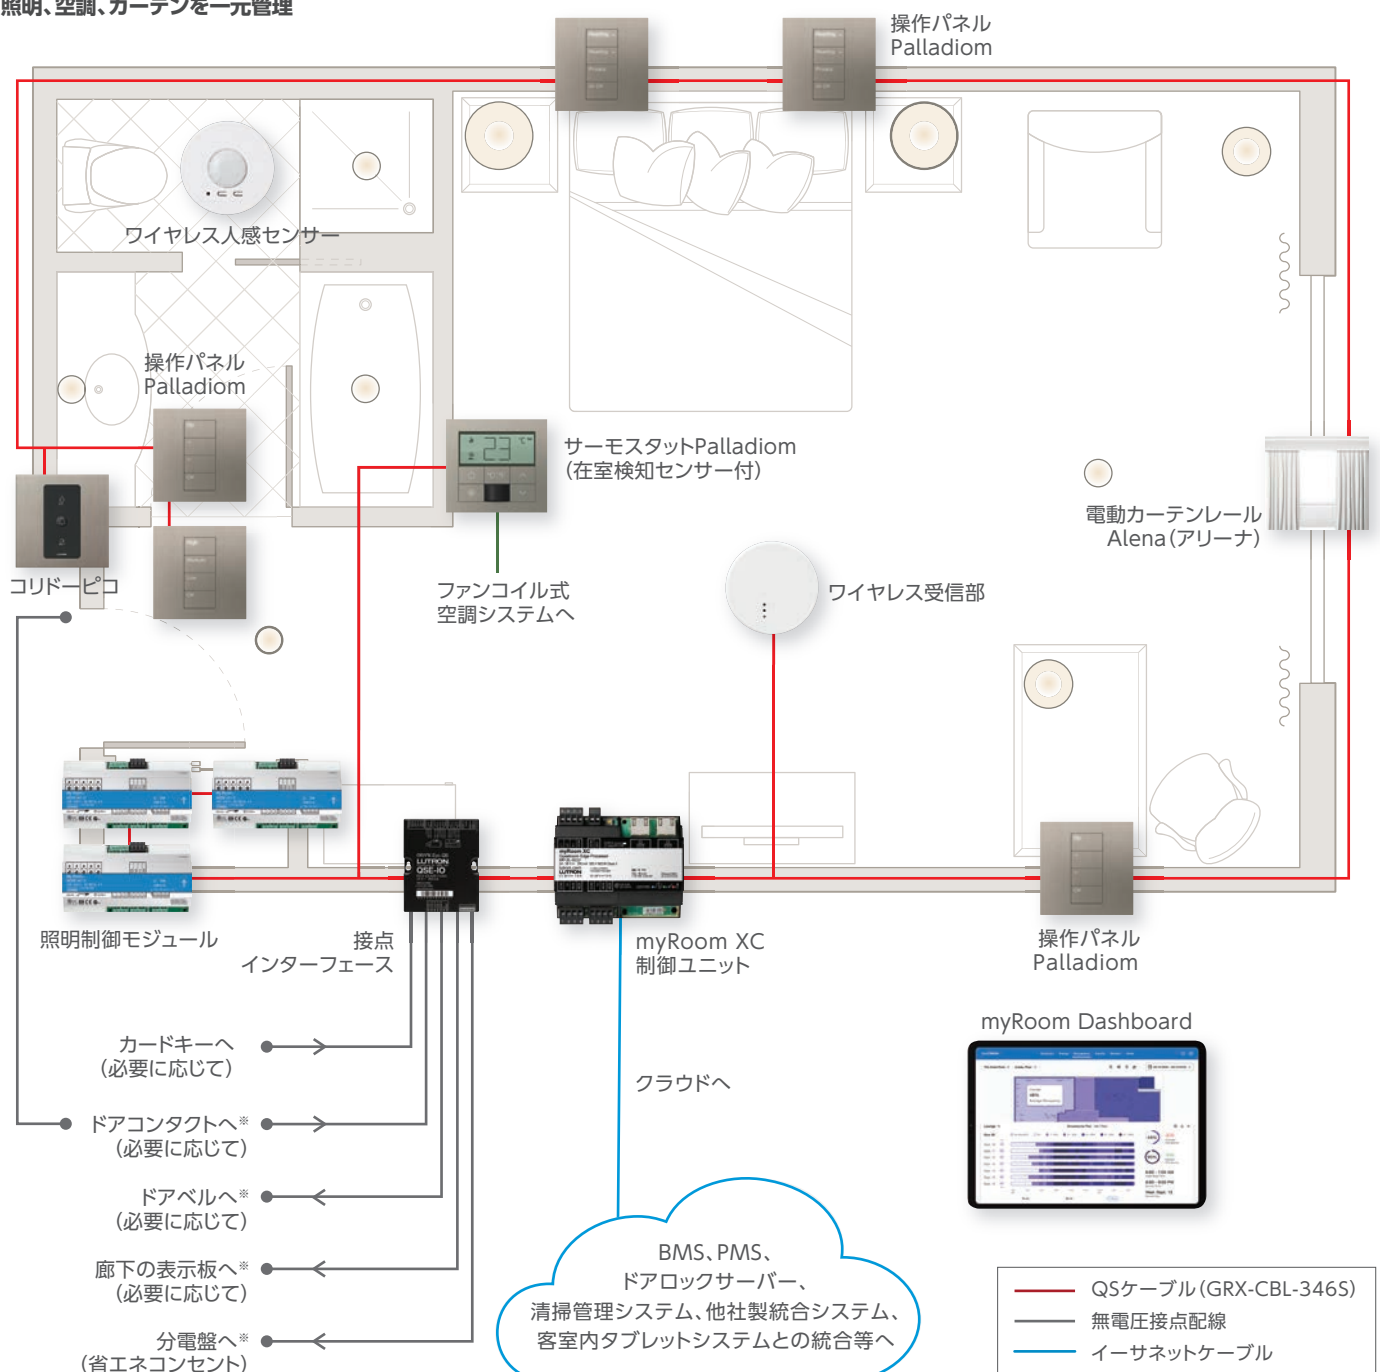 照明、空調、カーテンを一元管理
操作パネル
Palladiom
ワイヤレス人感センサー
操作パネル
Palladiom
サーモスタットPalladiom
(在室検知センサー付)
23
電動カーテンレール
Alena(アリーナ)
コリドーピコ
ファンコイル式
空調システムへ
ワイヤレス受信部
LUTRON
QSE-IO
myRoom XC
LUTRON
照明制御モジュール
接点
インターフェース
myRoom XC
制御ユニット
操作パネル
Palladiom
カードキーへ
(必要に応じて)
ドアコンタクトへ※
(必要に応じて)
ドアベルへ※
(必要に応じて)
廊下の表示板へ※
(必要に応じて)
分電盤へ※
(省エネコンセント)
クラウドへ
myRoom Dashboard
BMS、PMS、
ドアロックサーバー、
清掃管理システム、他社製統合システム、
客室内タブレットシステムとの統合等へ
QSケーブル(GRX-CBL-346S)
無電圧接点配線
イーサネットケーブル